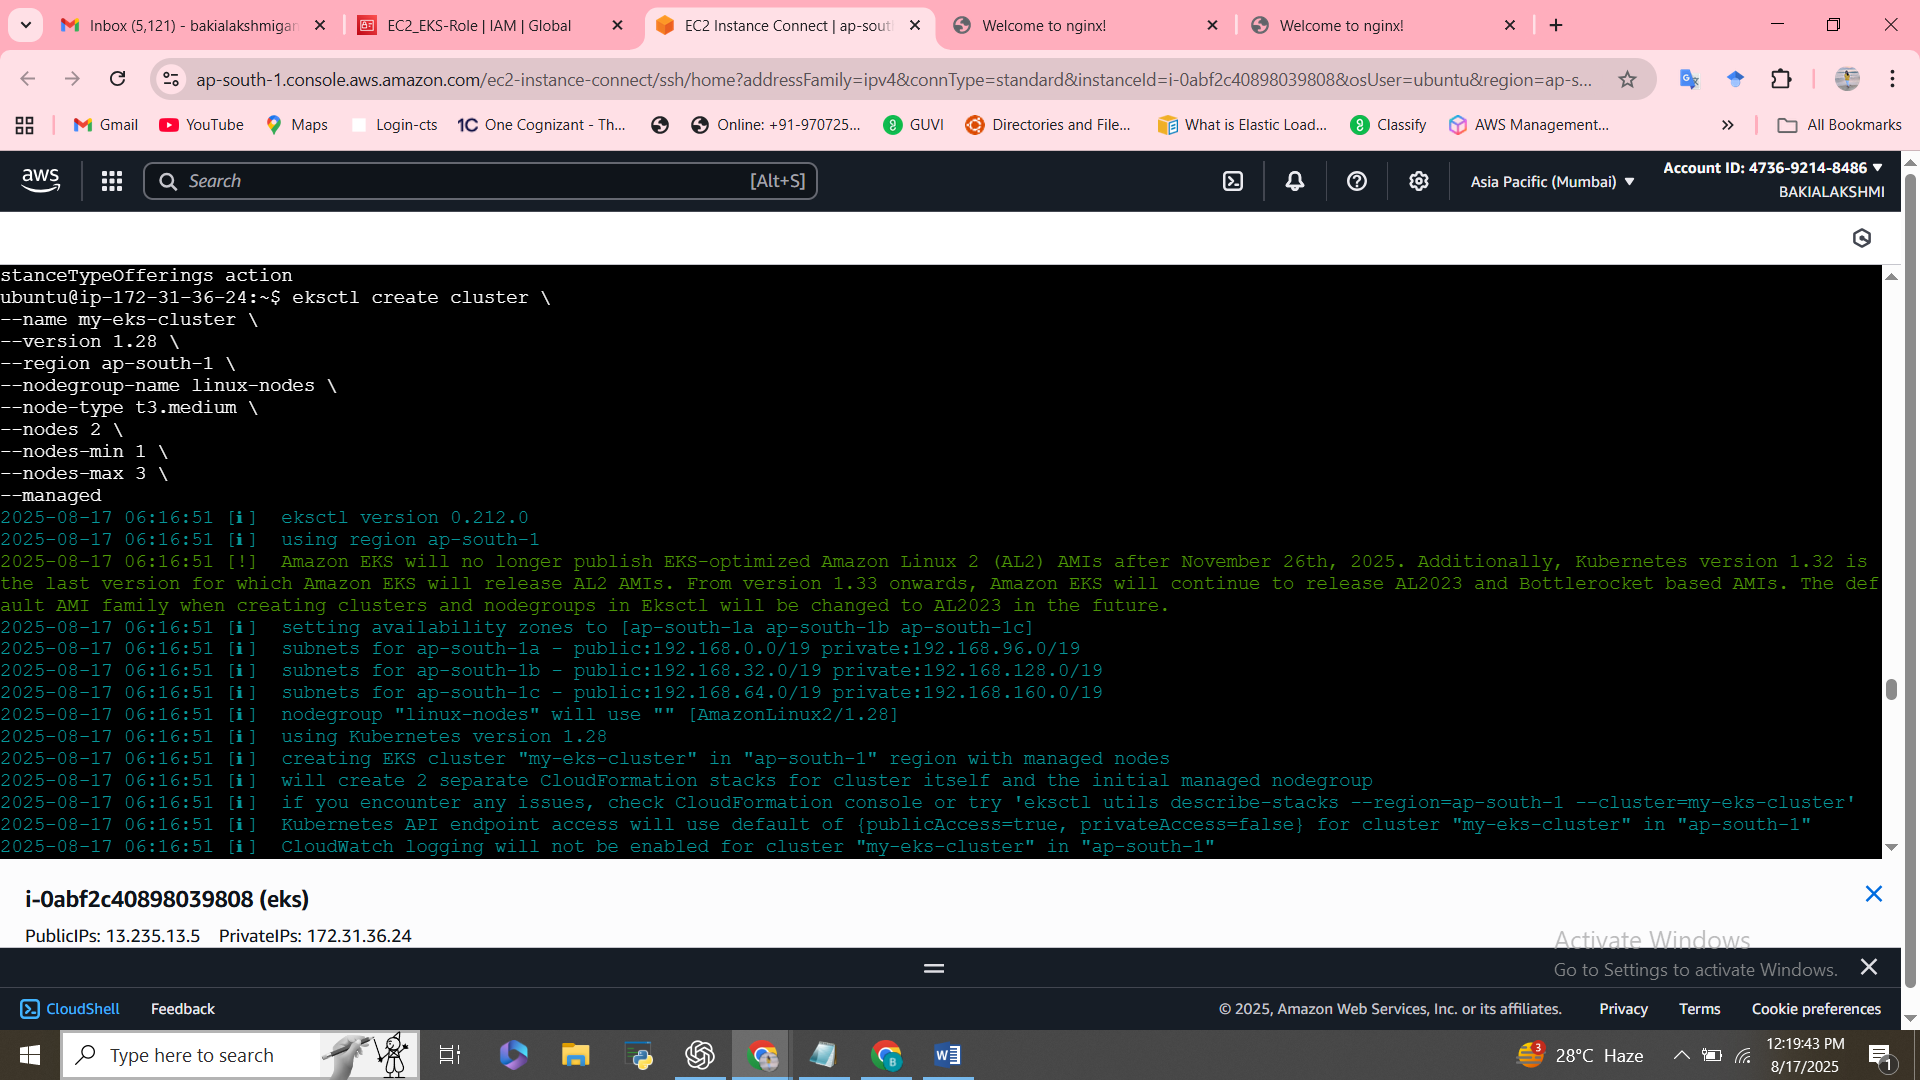 Inbox (5,121) - bakialakshmigan
EC2_EKS-Role | IAM | Global
EC2 Instance Connect | ap-sout
Welcome to nginx!
Welcome to nginx!
ap-south-1.console.aws.amazon.com/ec2-instance-connect/ssh/home?addressFamily=ipv4&connType=standard&instanceId=i-0abf2c40898039808&osUser=ubuntu&region=ap-s...
Gmail
YouTube
Maps
Login-cts
1C One Cognizant - Th...
Online: +91-970725...
GUVI
Directories and File...
What is Elastic Load...
Classify
AWS Management...
»
All Bookmarks
aws
Search
[Alt+S]
Asia Pacific (Mumbai)
Account ID: 4736-9214-8486
BAKIALAKSHMI
stanceTypeOfferings action
ubuntu@ip-172-31-36-24:~$ eksctl create cluster \
--name my-eks-cluster \
--version 1.28 \
--region ap-south-1 \
--nodegroup-name linux-nodes \
--node-type t3.medium \
--nodes 2 \
--nodes-min 1 \
--nodes-max 3 \
--managed
2025-08-17 06:16:51 [ℹ]  eksctl version 0.212.0
2025-08-17 06:16:51 [ℹ]  using region ap-south-1
2025-08-17 06:16:51 [!]  Amazon EKS will no longer publish EKS-optimized Amazon Linux 2 (AL2) AMIs after November 26th, 2025. Additionally, Kubernetes version 1.32 is
the last version for which Amazon EKS will release AL2 AMIs. From version 1.33 onwards, Amazon EKS will continue to release AL2023 and Bottlerocket based AMIs. The def
ault AMI family when creating clusters and nodegroups in Eksctl will be changed to AL2023 in the future.
2025-08-17 06:16:51 [ℹ]  setting availability zones to [ap-south-1a ap-south-1b ap-south-1c]
2025-08-17 06:16:51 [ℹ]  subnets for ap-south-1a - public:192.168.0.0/19 private:192.168.96.0/19
2025-08-17 06:16:51 [ℹ]  subnets for ap-south-1b - public:192.168.32.0/19 private:192.168.128.0/19
2025-08-17 06:16:51 [ℹ]  subnets for ap-south-1c - public:192.168.64.0/19 private:192.168.160.0/19
2025-08-17 06:16:51 [ℹ]  nodegroup "linux-nodes" will use "" [AmazonLinux2/1.28]
2025-08-17 06:16:51 [ℹ]  using Kubernetes version 1.28
2025-08-17 06:16:51 [ℹ]  creating EKS cluster "my-eks-cluster" in "ap-south-1" region with managed nodes
2025-08-17 06:16:51 [ℹ]  will create 2 separate CloudFormation stacks for cluster itself and the initial managed nodegroup
2025-08-17 06:16:51 [ℹ]  if you encounter any issues, check CloudFormation console or try 'eksctl utils describe-stacks --region=ap-south-1 --cluster=my-eks-cluster'
2025-08-17 06:16:51 [ℹ]  Kubernetes API endpoint access will use default of {publicAccess=true, privateAccess=false} for cluster "my-eks-cluster" in "ap-south-1"
2025-08-17 06:16:51 [ℹ]  CloudWatch logging will not be enabled for cluster "my-eks-cluster" in "ap-south-1"
i-0abf2c40898039808 (eks)
PublicIPs: 13.235.13.5 PrivateIPs: 172.31.36.24
Activate Windows
Go to Settings to activate Windows.
CloudShell
Feedback
© 2025, Amazon Web Services, Inc. or its affiliates.
Privacy
Terms
Cookie preferences
Type here to search
3
28°C Haze
12:19:43 PM
8/17/2025
1